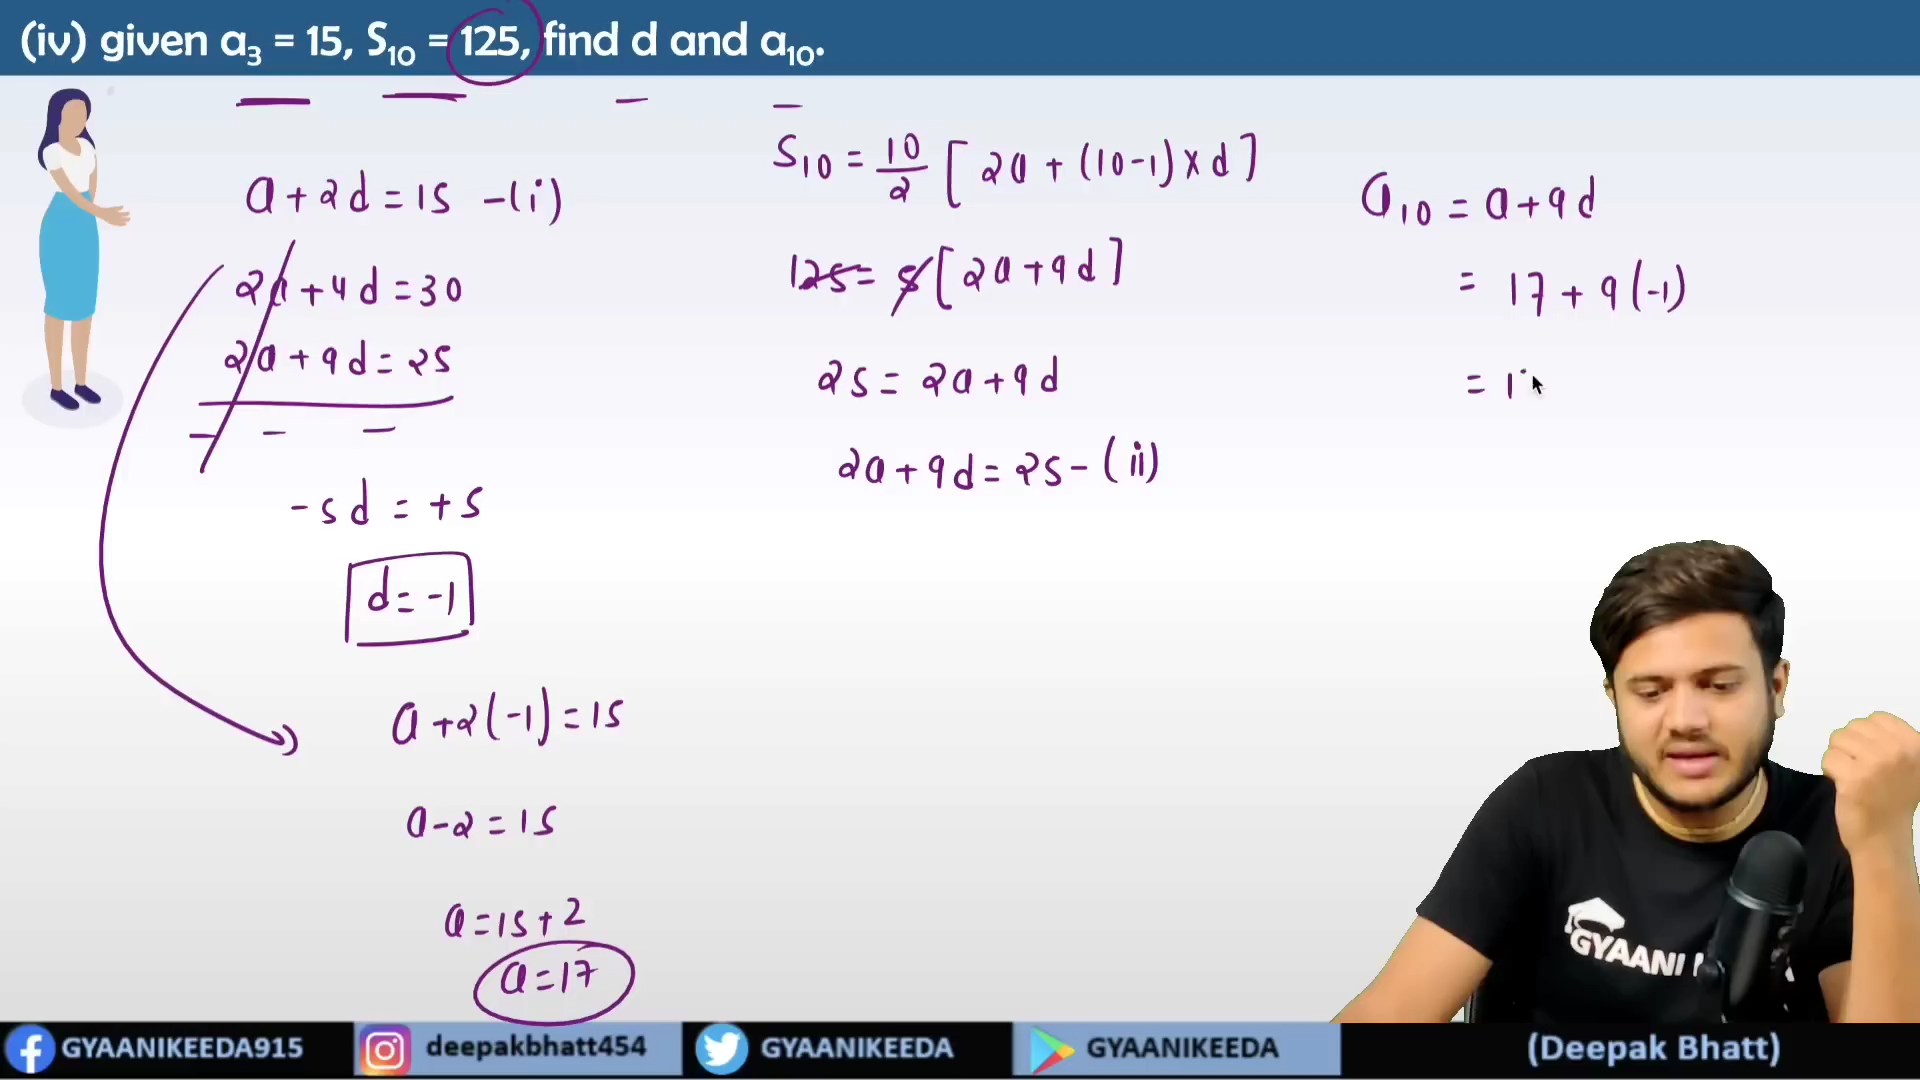 (iv) given a₃ = 15, S₁₀ = 125, find d and a₁₀.
a + 2d = 15 -(i)
2a + 4d = 30
2a + 9d = 25
- - -
-5d = +5
d = -1
a + 2(-1) = 15
a - 2 = 15
a = 15 + 2
a = 17
S₁₀ = 10/2 [2a + (10-1) × d]
125 = 5[2a + 9d]
25 = 2a + 9d
2a + 9d = 25 - (ii)
a₁₀ = a + 9d
= 17 + 9(-1)
= 1
GYAANI
GYAANIKEEDA915
deepakbhatt454
GYAANIKEEDA
GYAANIKEEDA
(Deepak Bhatt)